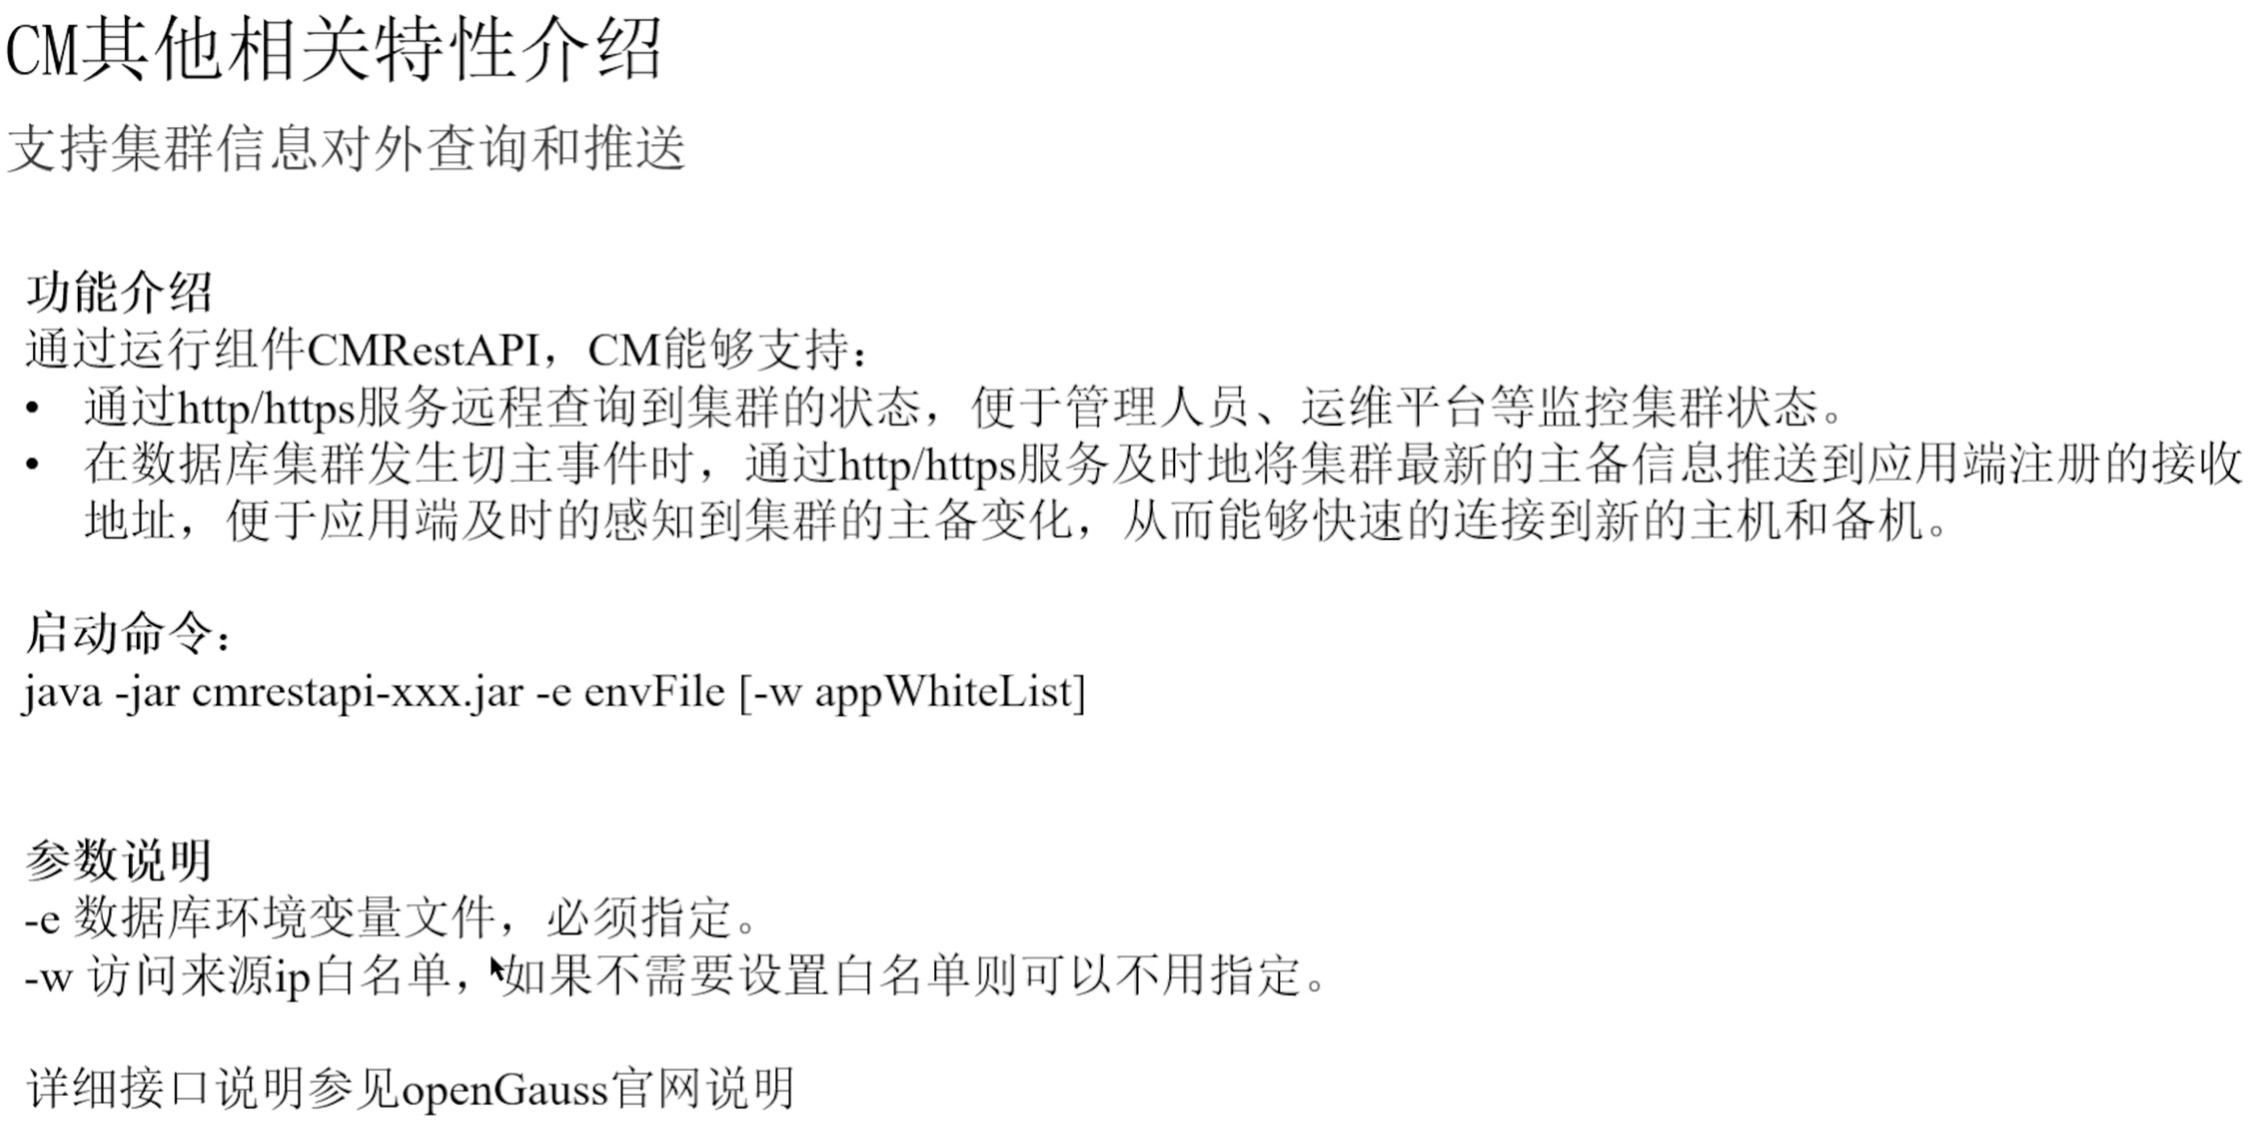 CM其他相关特性介绍
支持集群信息对外查询和推送
功能介绍
通过运行组件CMRestAPI，CM能够支持：
• 通过http/https服务远程查询到集群的状态，便于管理人员、运维平台等监控集群状态。
• 在数据库集群发生切主事件时，通过http/https服务及时地将集群最新的主备信息推送到应用端注册的接收
地址，便于应用端及时的感知到集群的主备变化，从而能够快速的连接到新的主机和备机。
启动命令：
java -jar cmrestapi-xxx.jar -e envFile [-w appWhiteList]
参数说明
-e 数据库环境变量文件，必须指定。
-w 访问来源ip白名单，如果不需要设置白名单则可以不用指定。
详细接口说明参见openGauss官网说明